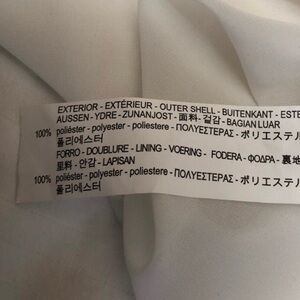 EXTERIOR - EXTÉRIEUR - OUTER SHELL - BUITENKANT - ESTE
AUSSEN - YDRE - ZUNANJOST - 面料 - 겉감 - BAGIAN LUAR
100% poliéster - polyester - poliestere - ΠΟΛΥΕΣΤΕΡΑΣ - ポリエステル
폴리에스터
FORRO - DOUBLURE - LINING - VOERING - FODERA - ΦΟΔΡΑ - 裏地
里料 - 안감 - LAPISAN
100% poliéster - polyester - poliestere - ΠΟΛΥΕΣΤΕΡΑΣ - ポリエステル
폴리에스터